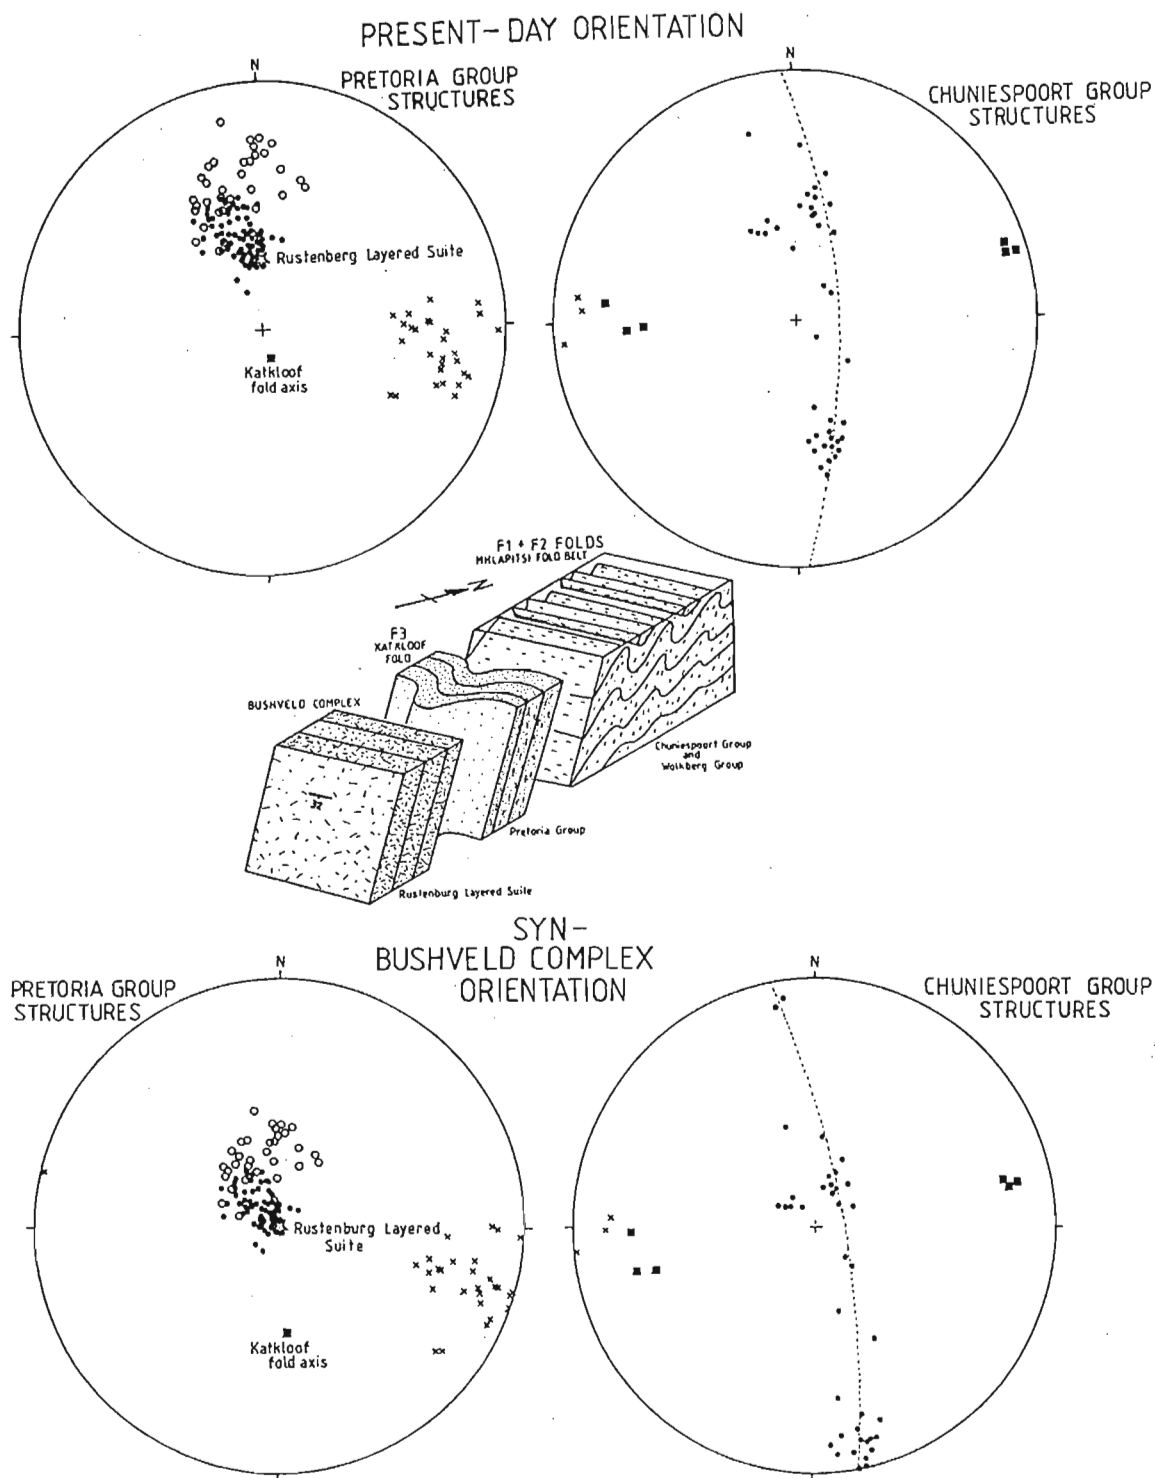 PRESENT-DAY ORIENTATION
N
PRETORIA GROUP
STRUCTURES
Rustenberg Layered Suite
Katkloof
fold axis
N
CHUNIESPOORT GROUP
STRUCTURES
F1 + F2 FOLDS
MHLAPITSI FOLD BELT
N
F3
KATKLOOF
FOLD
BUSHVELD COMPLEX
32
Chuniespoort Group
and
Wolkberg Group
Pretoria Group
Rustenburg Layered Suite
SYN-
BUSHVELD COMPLEX
ORIENTATION
PRETORIA GROUP
STRUCTURES
N
Rustenburg Layered
Suite
Katkloof
fold axis
N
CHUNIESPOORT GROUP
STRUCTURES